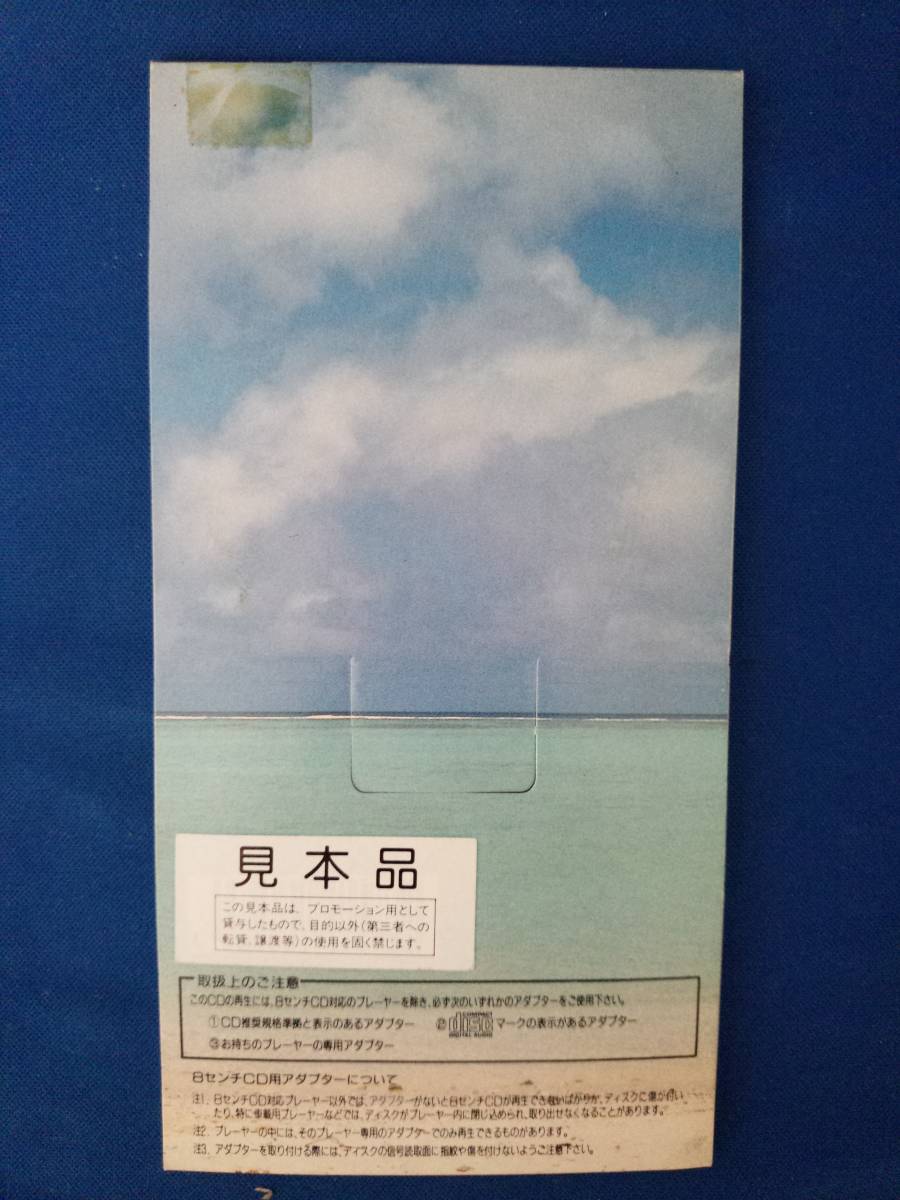 見本品
この見本品は、プロモーション用として
貸与したもので、目的以外(第三者への
転貸、譲渡等)の使用を固く禁じます。
取扱上のご注意
このCDの再生には、8センチCD対応のプレーヤーを除き、必ず次のいずれかのアダプターをご使用下さい。
①CD推奨規格準拠と表示のあるアダプター ② COMPACT disc DIGITAL AUDIO マークの表示があるアダプター
③お持ちのプレーヤーの専用アダプター
8センチCD用アダプターについて
注1. 8センチCD対応プレーヤー以外では、アダプターがないと8センチCDが再生できないばかりか、ディスクに傷が付い
たり、特に車載用プレーヤーなどでは、ディスクがプレーヤー内に閉じ込められ、取り出せなくなることがあります。
注2. プレーヤーの中には、そのプレーヤー専用のアダプターでのみ再生できるものがあります。
注3. アダプターを取り付ける際には、ディスクの信号読取面に指紋や傷を付けないようご注意下さい。